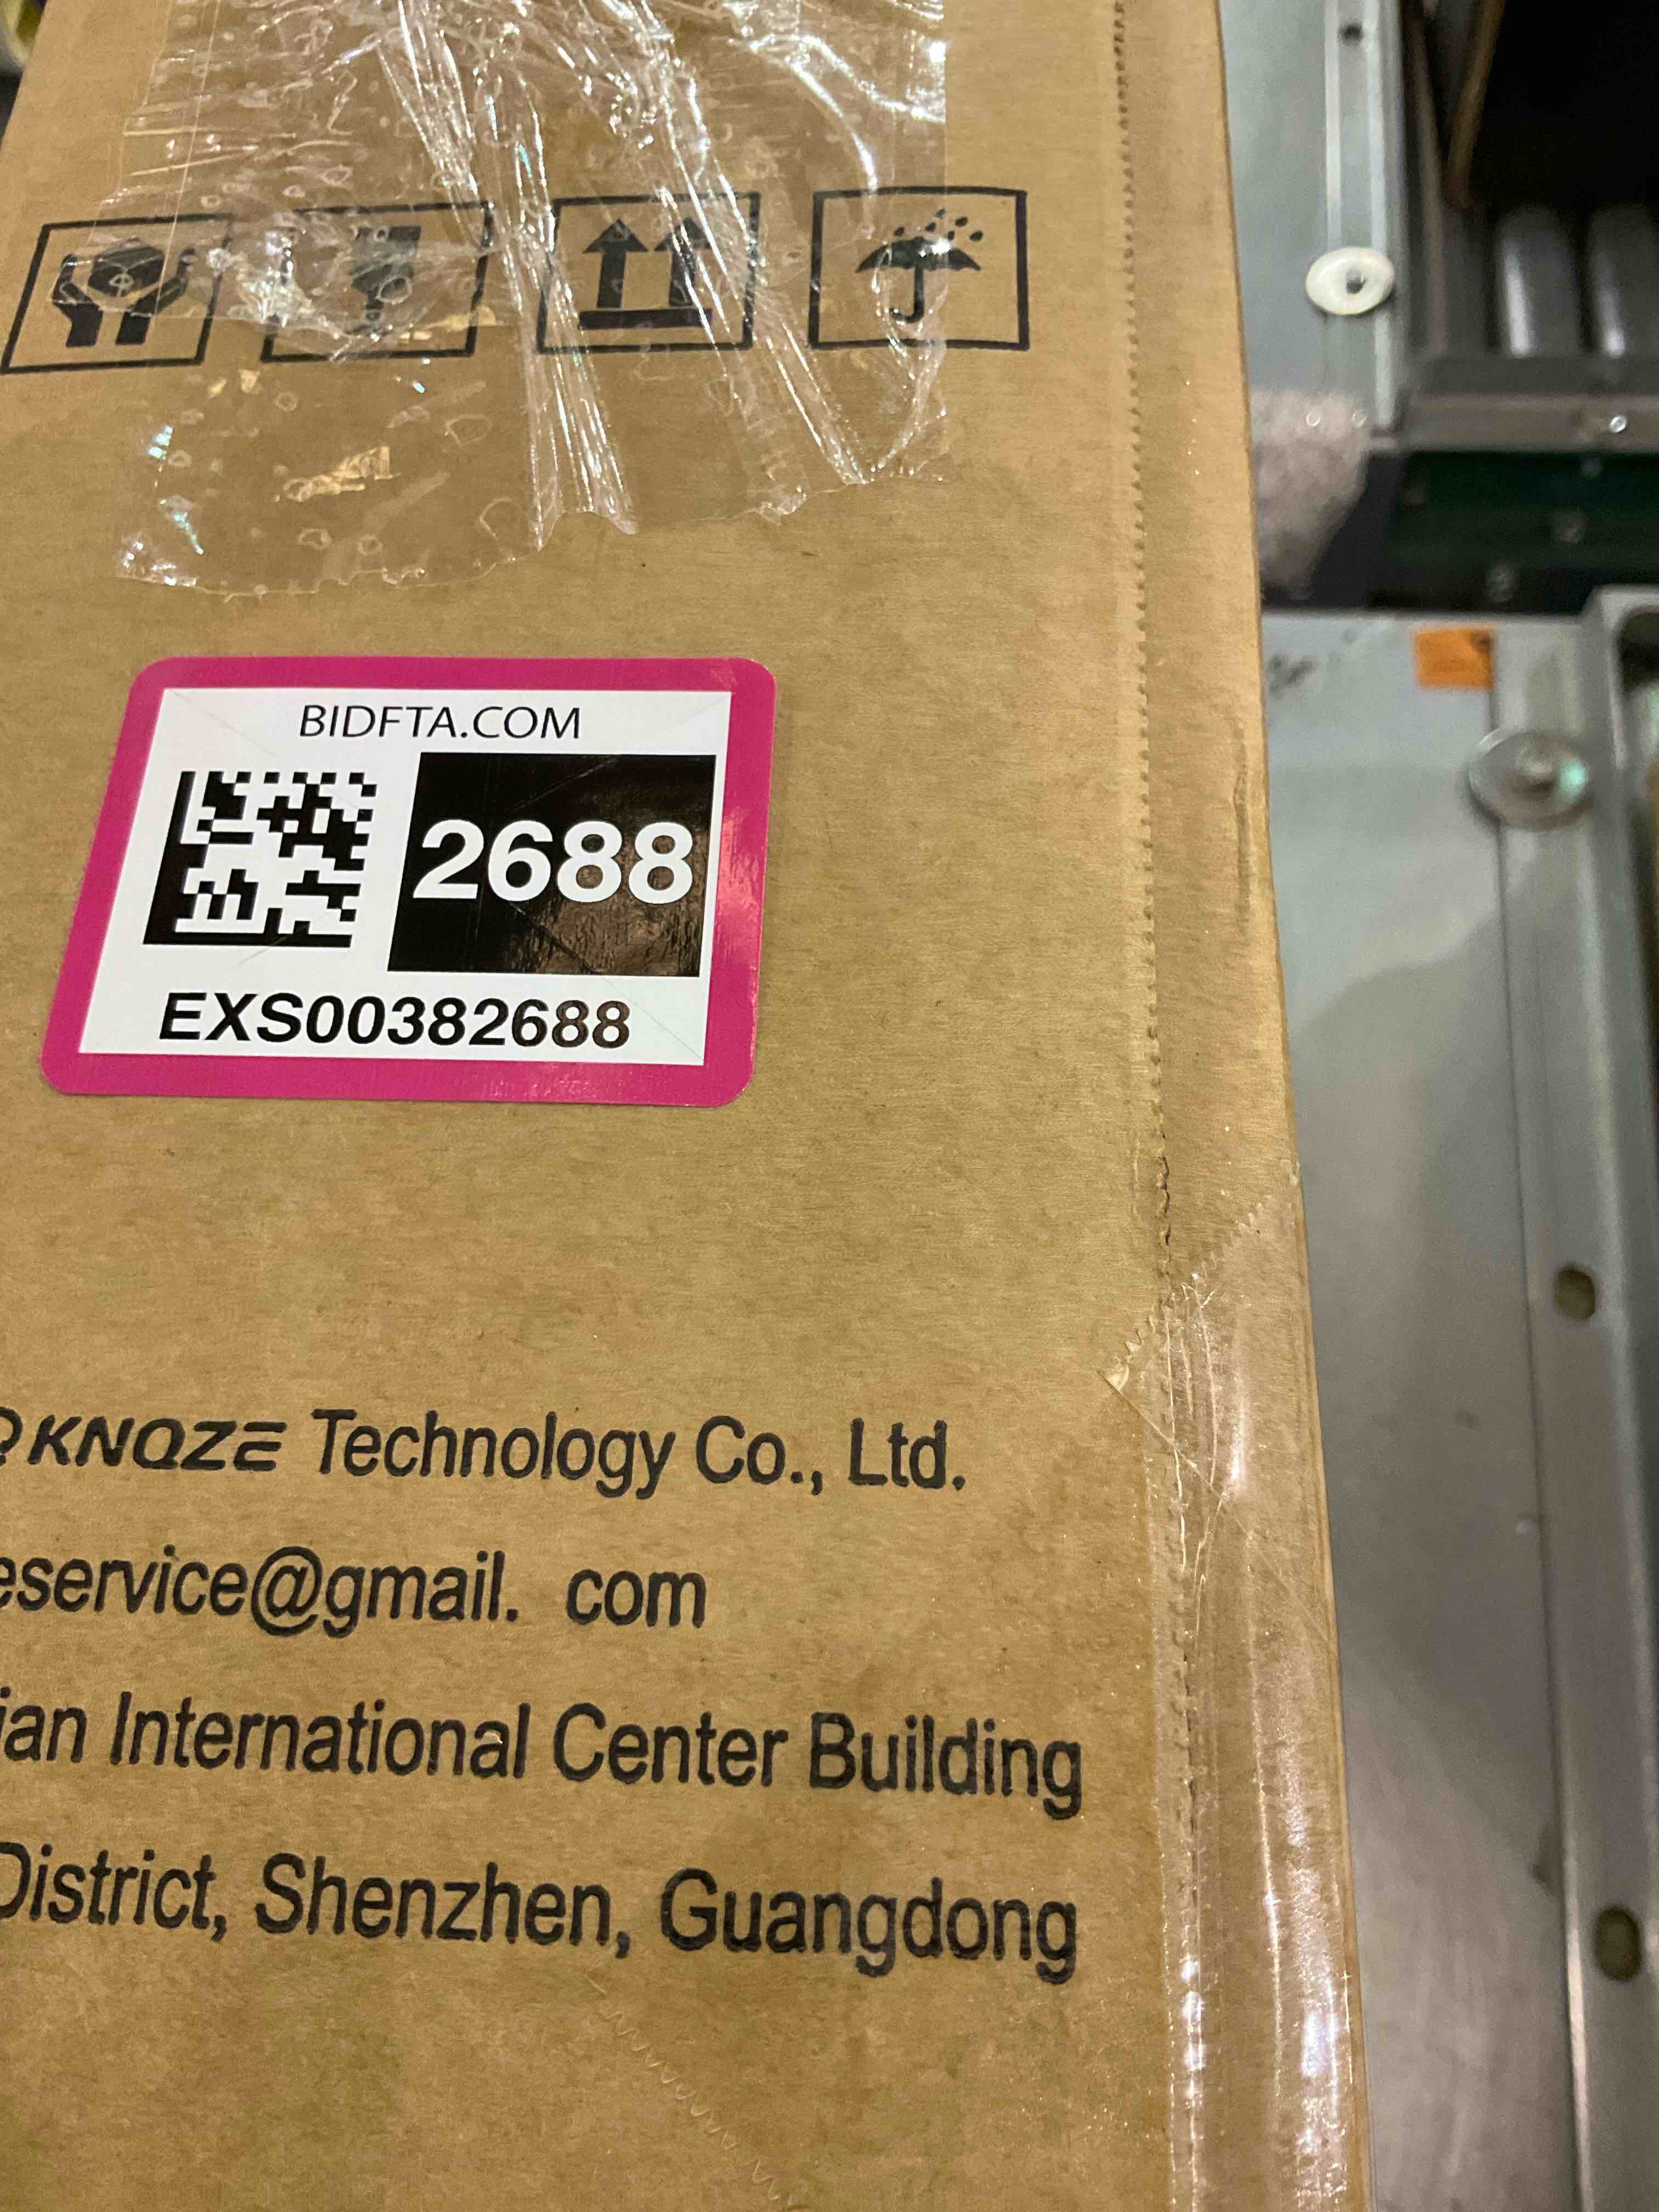 BIDFTA.COM
2688
EXS00382688
KNQZE Technology Co., Ltd.
eservice@gmail. com
ian International Center Building
District, Shenzhen, Guangdong